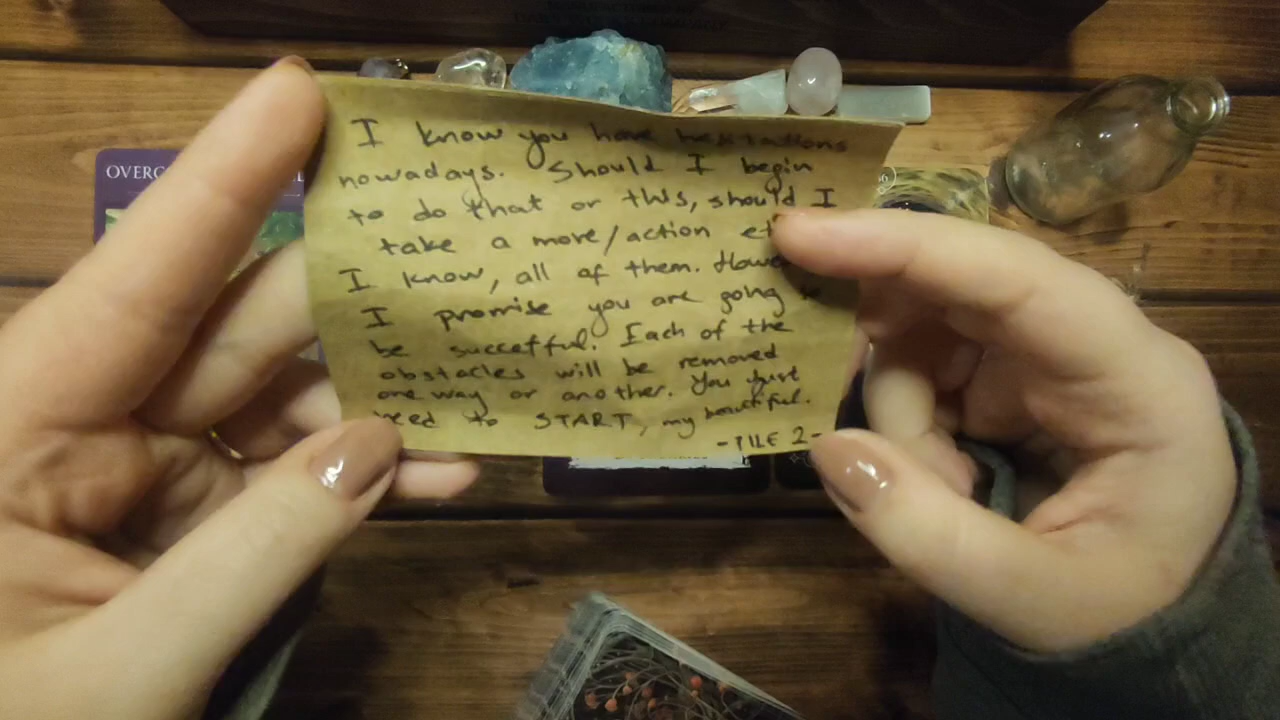 I know you have hesitations
nowadays. Should I begin
to do that or this, should I
take a move/action
I know, all of them.
I promise you are going
be succesfful. Each of the
obstacles will be removed
one way or another. You just
need to START, my beautiful.
-PILE 2-